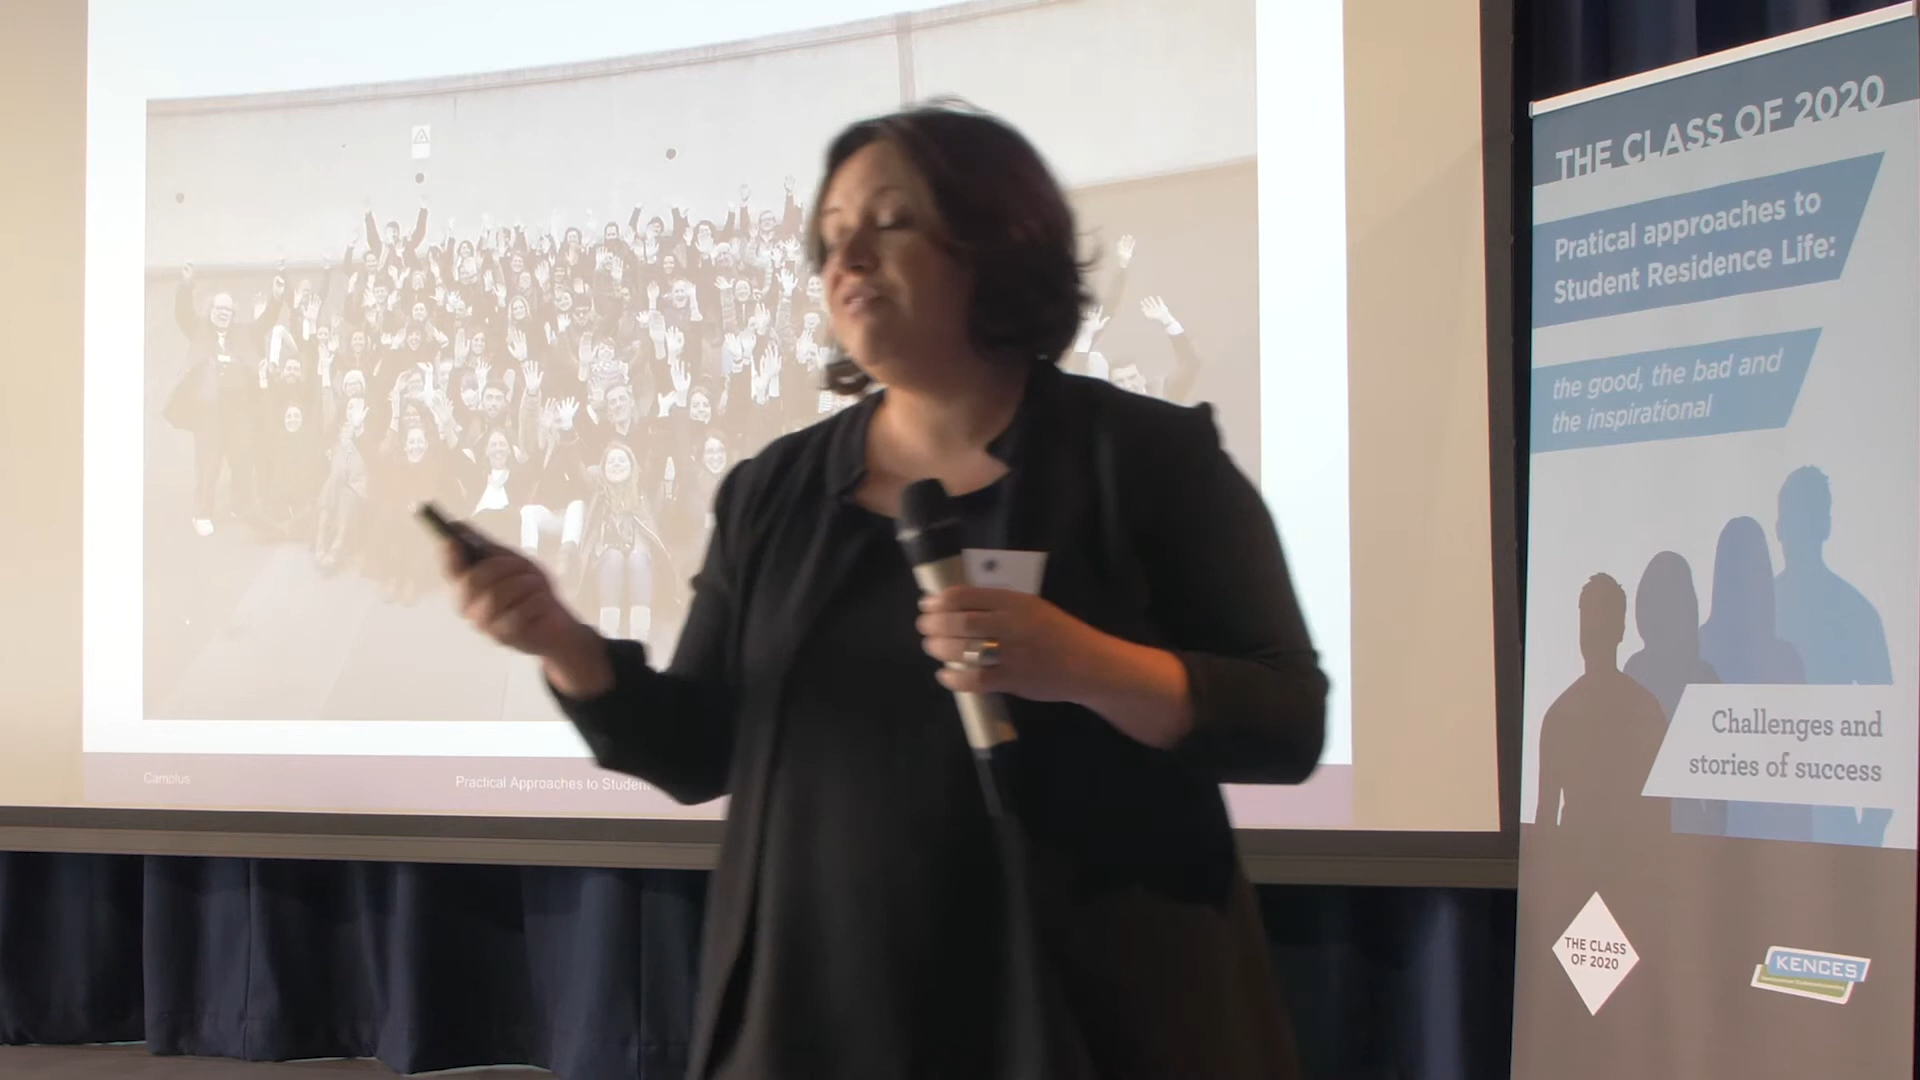 THE CLASS OF 2020
Pratical approaches to
Student Residence Life:
the good, the bad and
the inspirational
Challenges and
stories of success
THE CLASS
OF 2020
KENCES
Camplus
Practical Approaches to Student